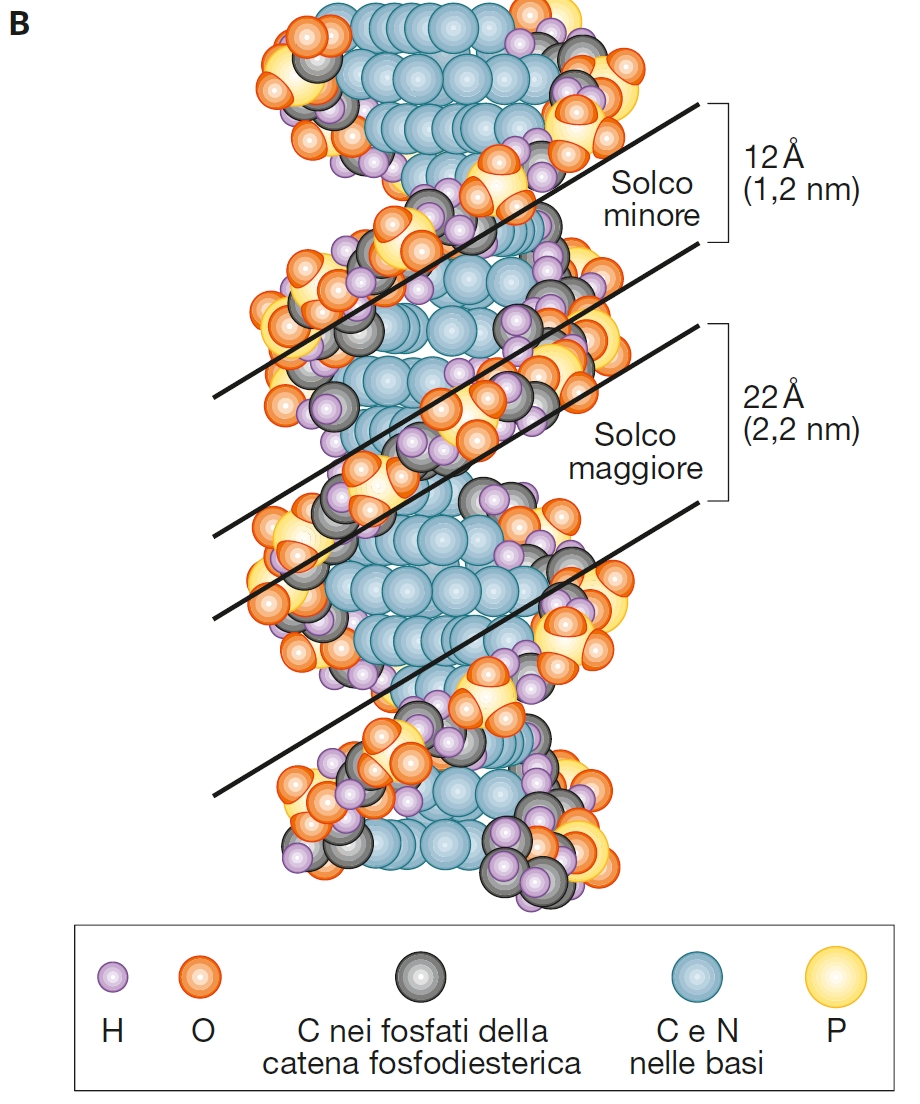 B
12 Å
(1,2 nm)
Solco
minore
22 Å
(2,2 nm)
Solco
maggiore
H
O
C nei fosfati della
catena fosfodiesterica
C e N
nelle basi
P